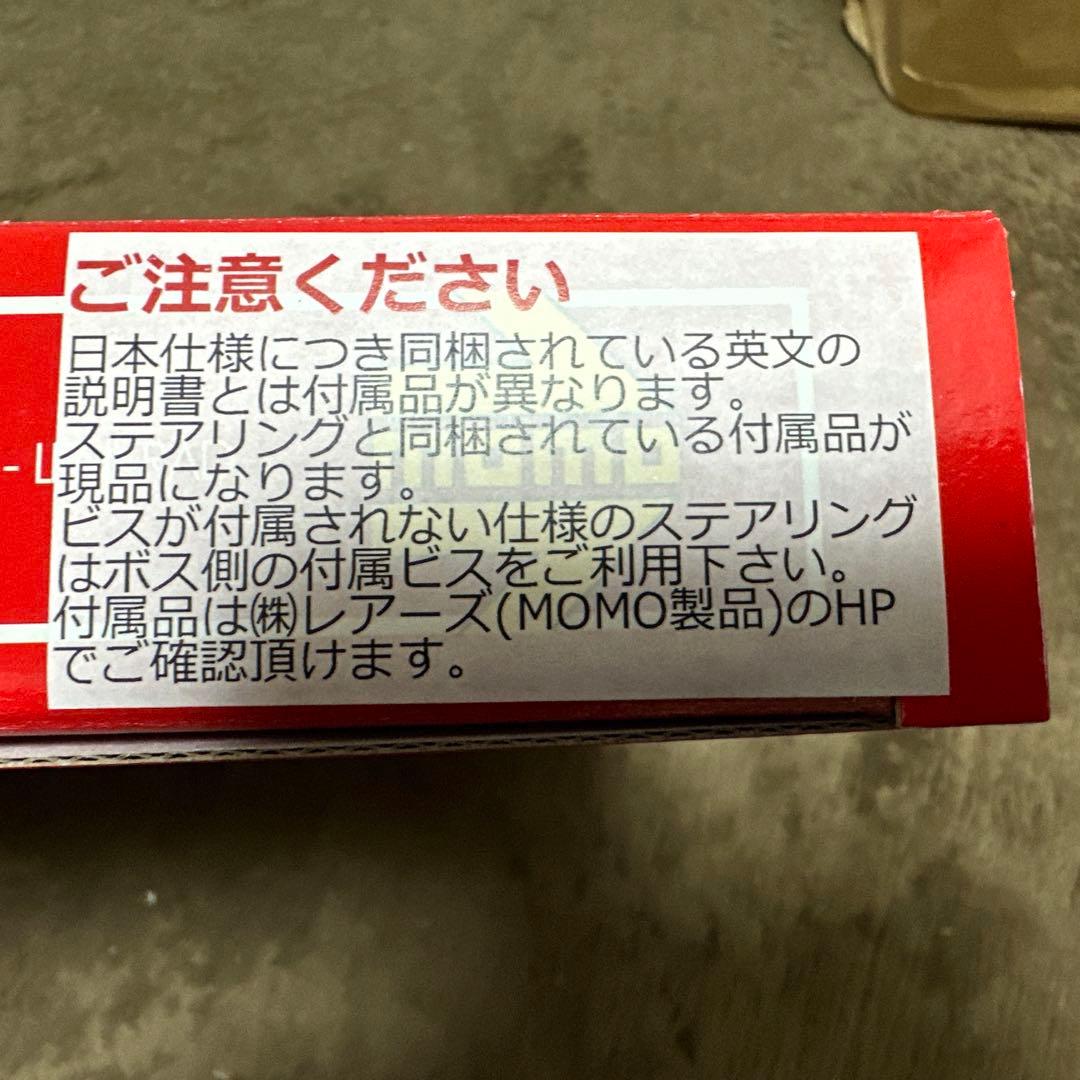 ご注意ください
日本仕様につき同梱されている英文の
説明書とは付属品が異なります。
ステアリングと同梱されている付属品が
現品になります。
ビスが付属されない仕様のステアリング
はボス側の付属ビスをご利用下さい。
付属品は㈱レアーズ(MOMO製品)のHP
でご確認頂けます。
momo